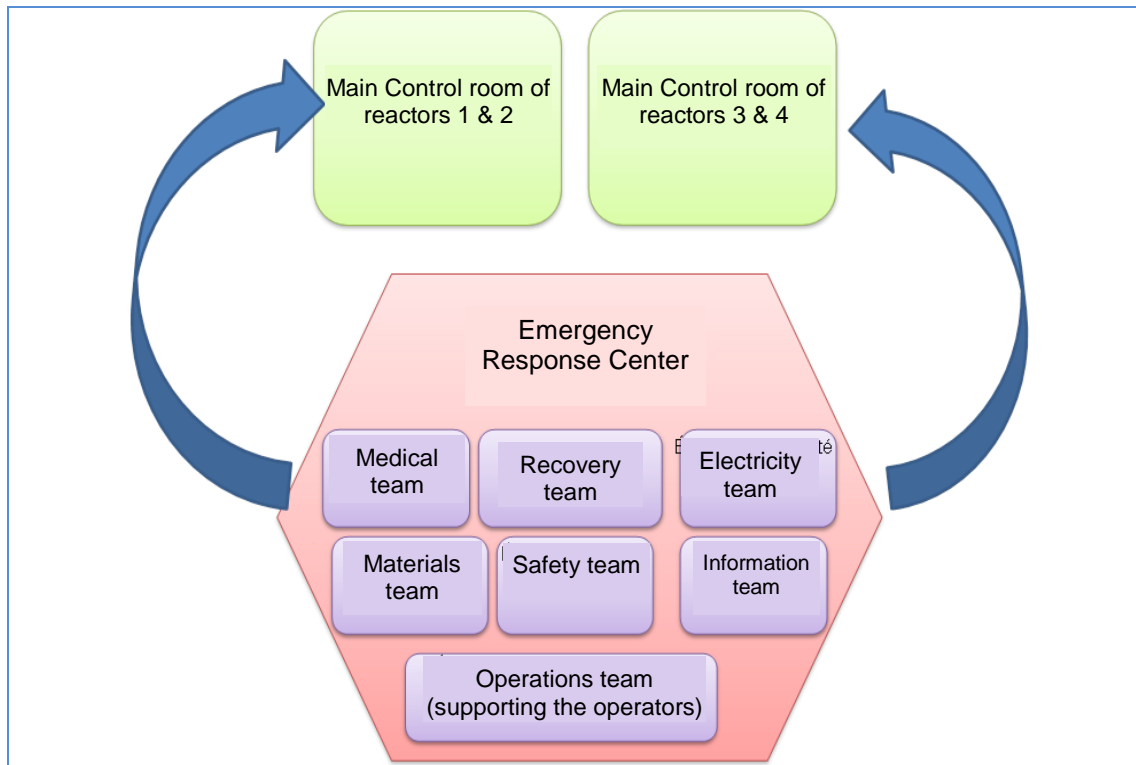 Main Control room of
reactors 1 & 2
Main Control room of
reactors 3 & 4
Emergency
Response Center
Medical
team
Recovery
team
Electricity
team
Materials
team
Safety team
Information
team
Operations team
(supporting the operators)